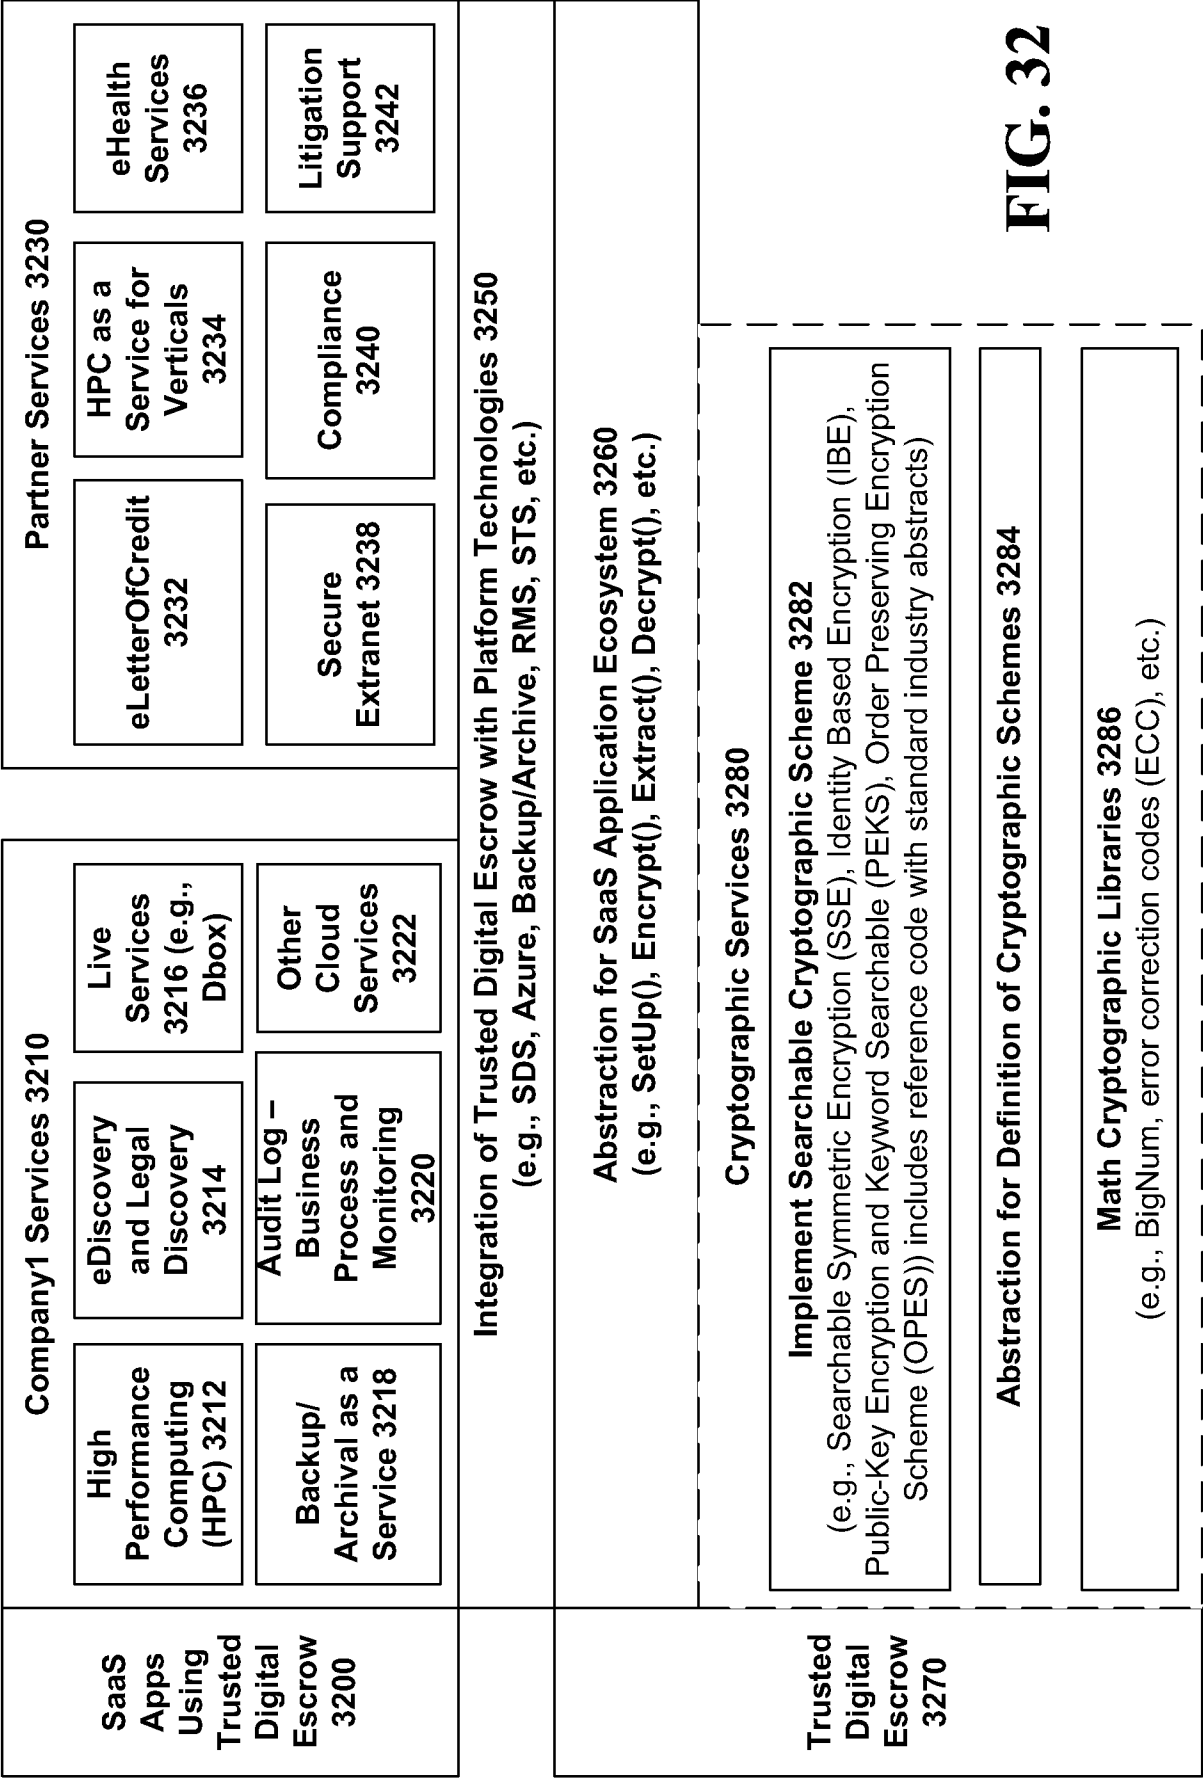 SaaS
Apps
Using
Trusted
Digital
Escrow
3200
Company1 Services 3210
High
Performance
Computing
(HPC) 3212
eDiscovery
and Legal
Discovery
3214
Live
Services
3216 (e.g.,
Dbox)
Backup/
Archival as a
Service 3218
Audit Log –
Business
Process and
Monitoring
3220
Other
Cloud
Services
3222
Partner Services 3230
eLetterOfCredit
3232
HPC as a
Service for
Verticals
3234
eHealth
Services
3236
Secure
Extranet 3238
Compliance
3240
Litigation
Support
3242
Integration of Trusted Digital Escrow with Platform Technologies 3250
(e.g., SDS, Azure, Backup/Archive, RMS, STS, etc.)
Trusted
Digital
Escrow
3270
Abstraction for SaaS Application Ecosystem 3260
(e.g., SetUp(), Encrypt(), Extract(), Decrypt(), etc.)
Cryptographic Services 3280
Implement Searchable Cryptographic Scheme 3282
(e.g., Searchable Symmetric Encryption (SSE), Identity Based Encryption (IBE),
Public-Key Encryption and Keyword Searchable (PEKS), Order Preserving Encryption
Scheme (OPES)) includes reference code with standard industry abstracts)
Abstraction for Definition of Cryptographic Schemes 3284
Math Cryptographic Libraries 3286
(e.g., BigNum, error correction codes (ECC), etc.)
FIG. 32